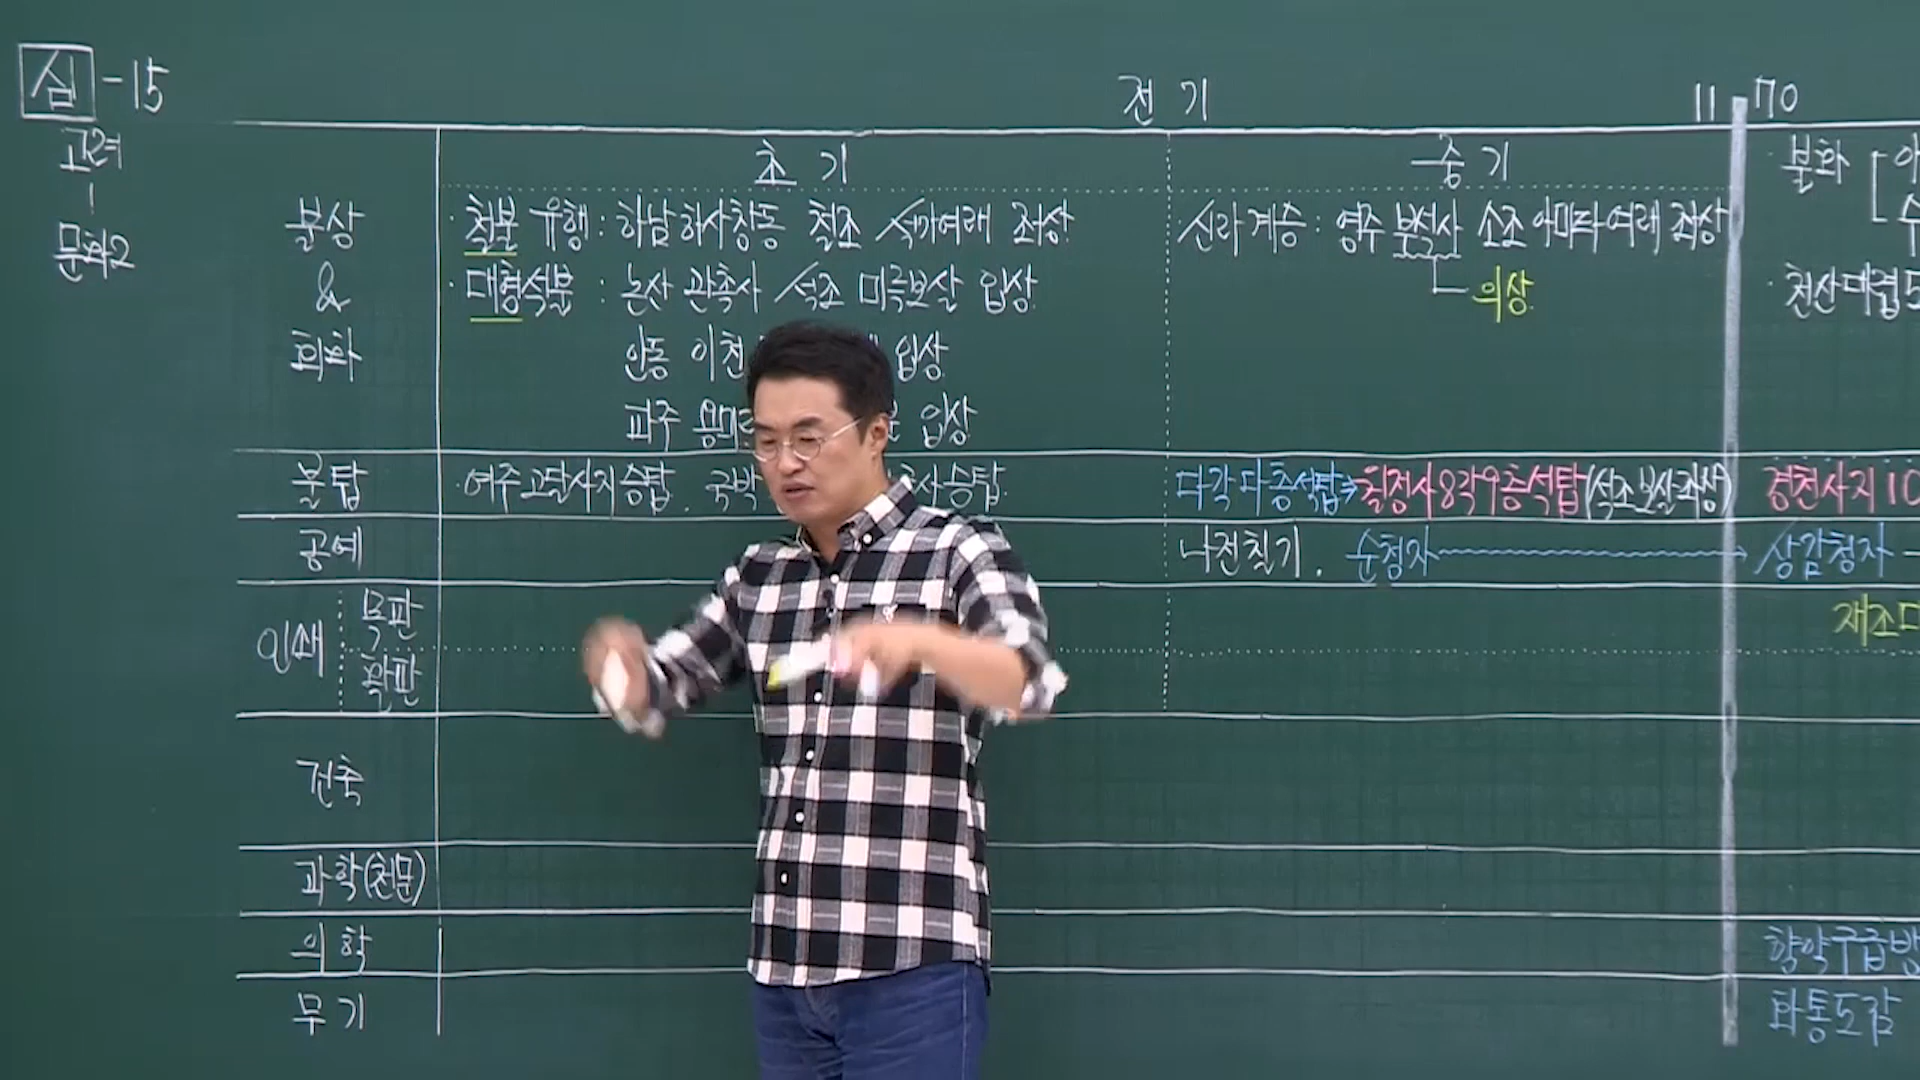 심 - 15
고려
문화2
전 기
11 70
초 기
중 기
불상
&
회화
· 철불 유행 : 하남 하사창동 철조 석가여래 좌상
· 대형석불 : 논산 관촉사 석조 미륵보살 입상
안동 이천 입상
파주 용미리 입상
· 신라 계승 : 영주 부석사 소조 아미타여래 좌상
의상
· 불화
· 천산대렵도
불탑
· 여주 고달사지 승탑. 국박 사승탑
다각 다층석탑 → 월정사 8각 9층석탑 (석조 보살좌상)
경천사지 10
공예
나전칠기. 순청자
상감청자
인쇄
목판
활판
재조
건축
과학(천문)
의학
향약구급방
무기
화통도감